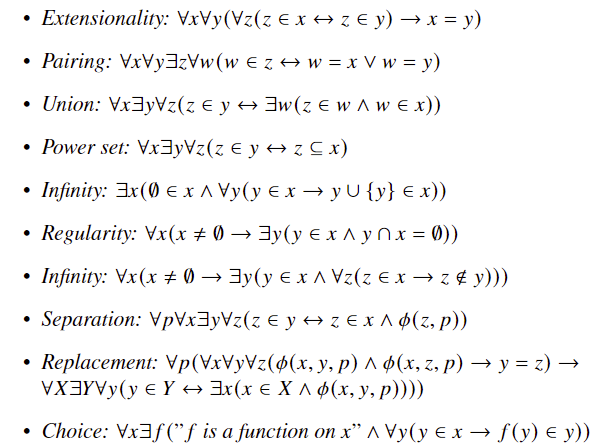 • Extensionality: ∀x∀y(∀z(z ∈ x ↔ z ∈ y) → x = y)
• Pairing: ∀x∀y∃z∀w(w ∈ z ↔ w = x ∨ w = y)
• Union: ∀x∃y∀z(z ∈ y ↔ ∃w(z ∈ w ∧ w ∈ x))
• Power set: ∀x∃y∀z(z ∈ y ↔ z ⊆ x)
• Infinity: ∃x(∅ ∈ x ∧ ∀y(y ∈ x → y ∪ {y} ∈ x))
• Regularity: ∀x(x ≠ ∅ → ∃y(y ∈ x ∧ y ∩ x = ∅))
• Infinity: ∀x(x ≠ ∅ → ∃y(y ∈ x ∧ ∀z(z ∈ x → z ∉ y)))
• Separation: ∀p∀x∃y∀z(z ∈ y ↔ z ∈ x ∧ ϕ(z, p))
• Replacement: ∀p(∀x∀y∀z(ϕ(x, y, p) ∧ ϕ(x, z, p) → y = z) →
∀X∃Y∀y(y ∈ Y ↔ ∃x(x ∈ X ∧ ϕ(x, y, p))))
• Choice: ∀x∃f(”f is a function on x” ∧ ∀y(y ∈ x → f(y) ∈ y))